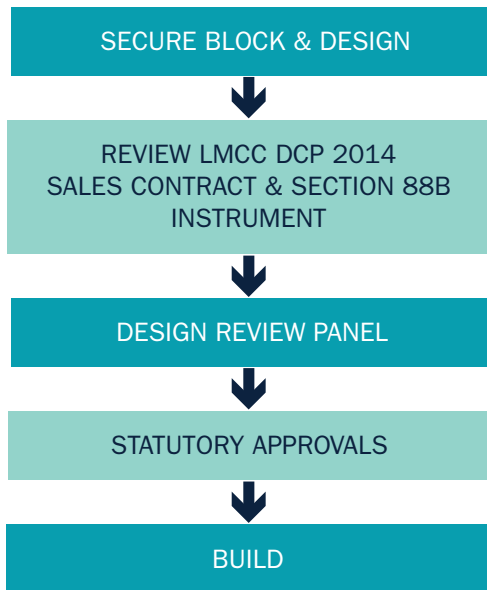 SECURE BLOCK & DESIGN
REVIEW LMCC DCP 2014
SALES CONTRACT & SECTION 88B
INSTRUMENT
DESIGN REVIEW PANEL
STATUTORY APPROVALS
BUILD